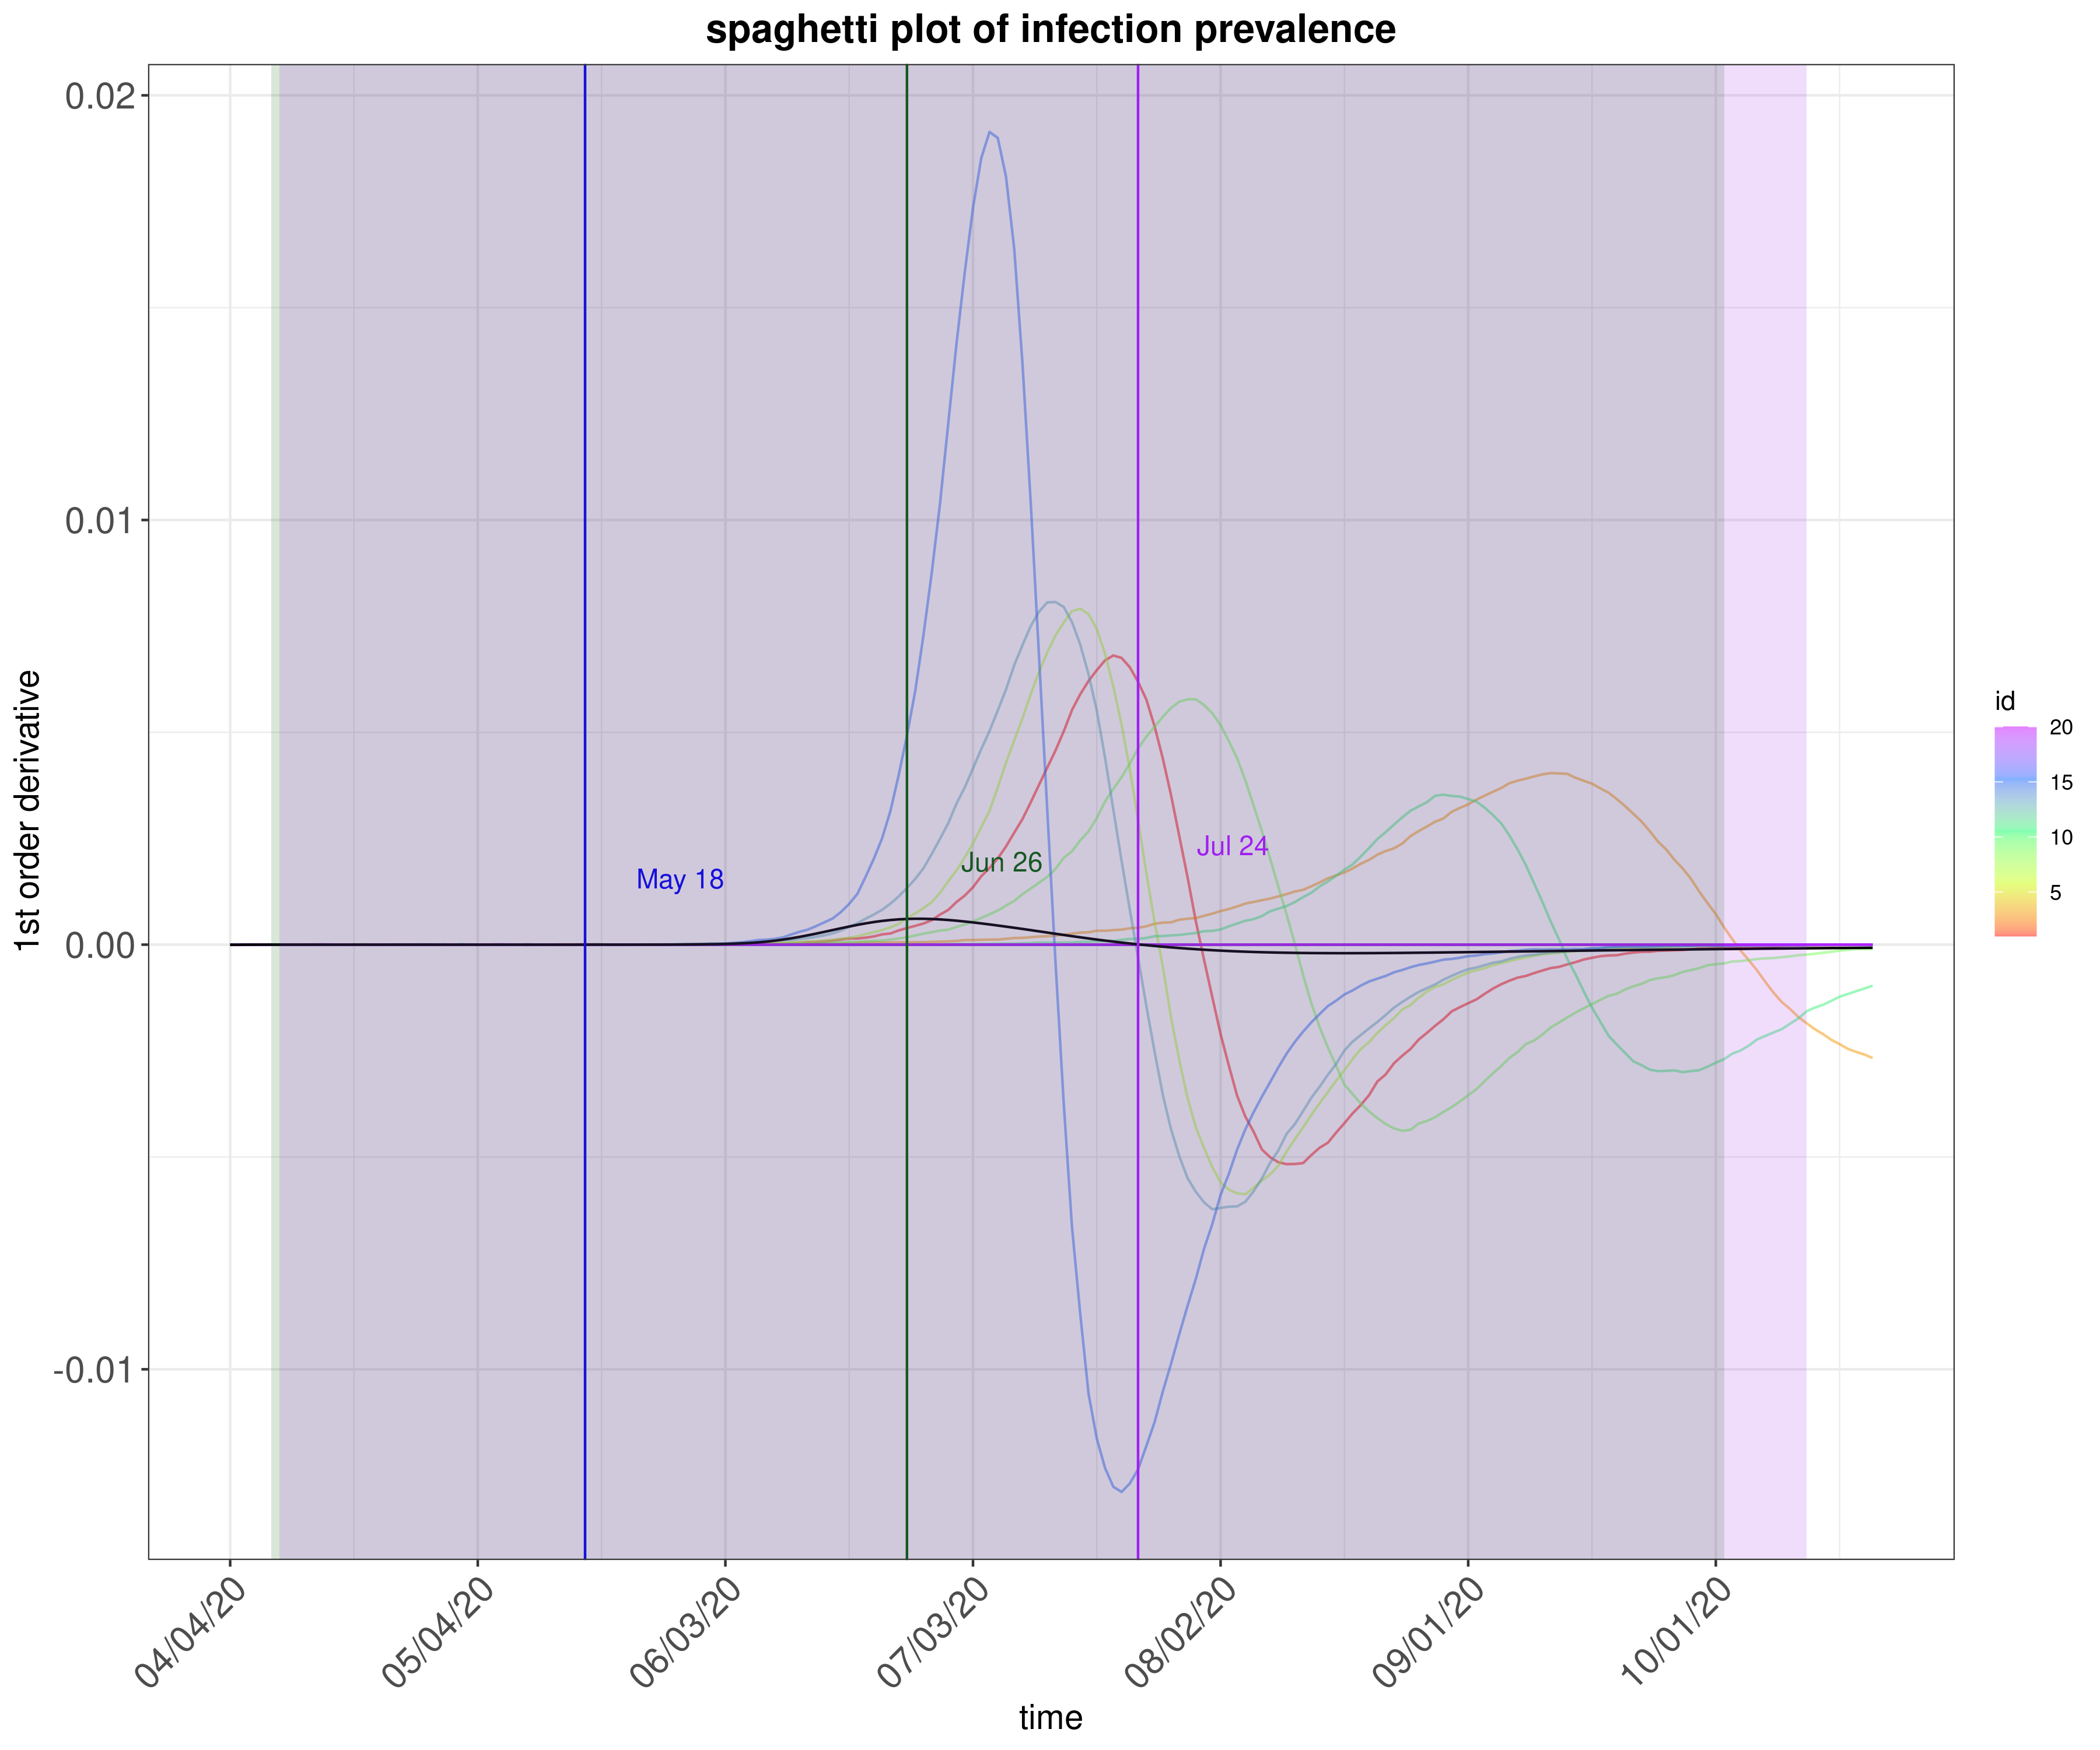 spaghetti plot of infection prevalence
0.02
0.01
0.00
-0.01
1st order derivative
May 18
Jun 26
Jul 24
04/04/20
05/04/20
06/03/20
07/03/20
08/02/20
09/01/20
10/01/20
time
id
20
15
10
5